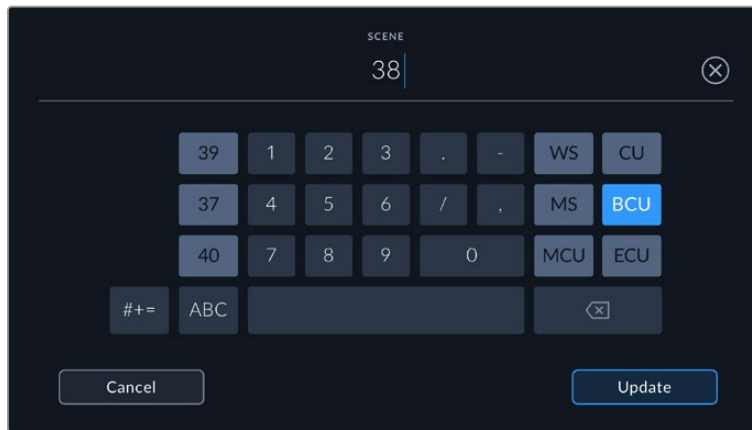 SCENE
38
39 1 2 3 . - WS CU
37 4 5 6 / , MS BCU
40 7 8 9 0 MCU ECU
#+= ABC
Cancel Update